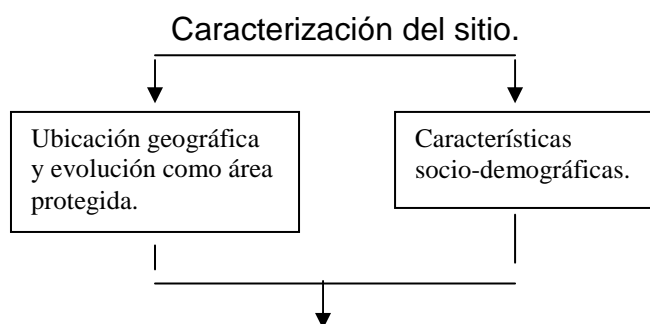 Caracterización del sitio.
Ubicación geográfica
y evolución como área
protegida.
Características
socio-demográficas.